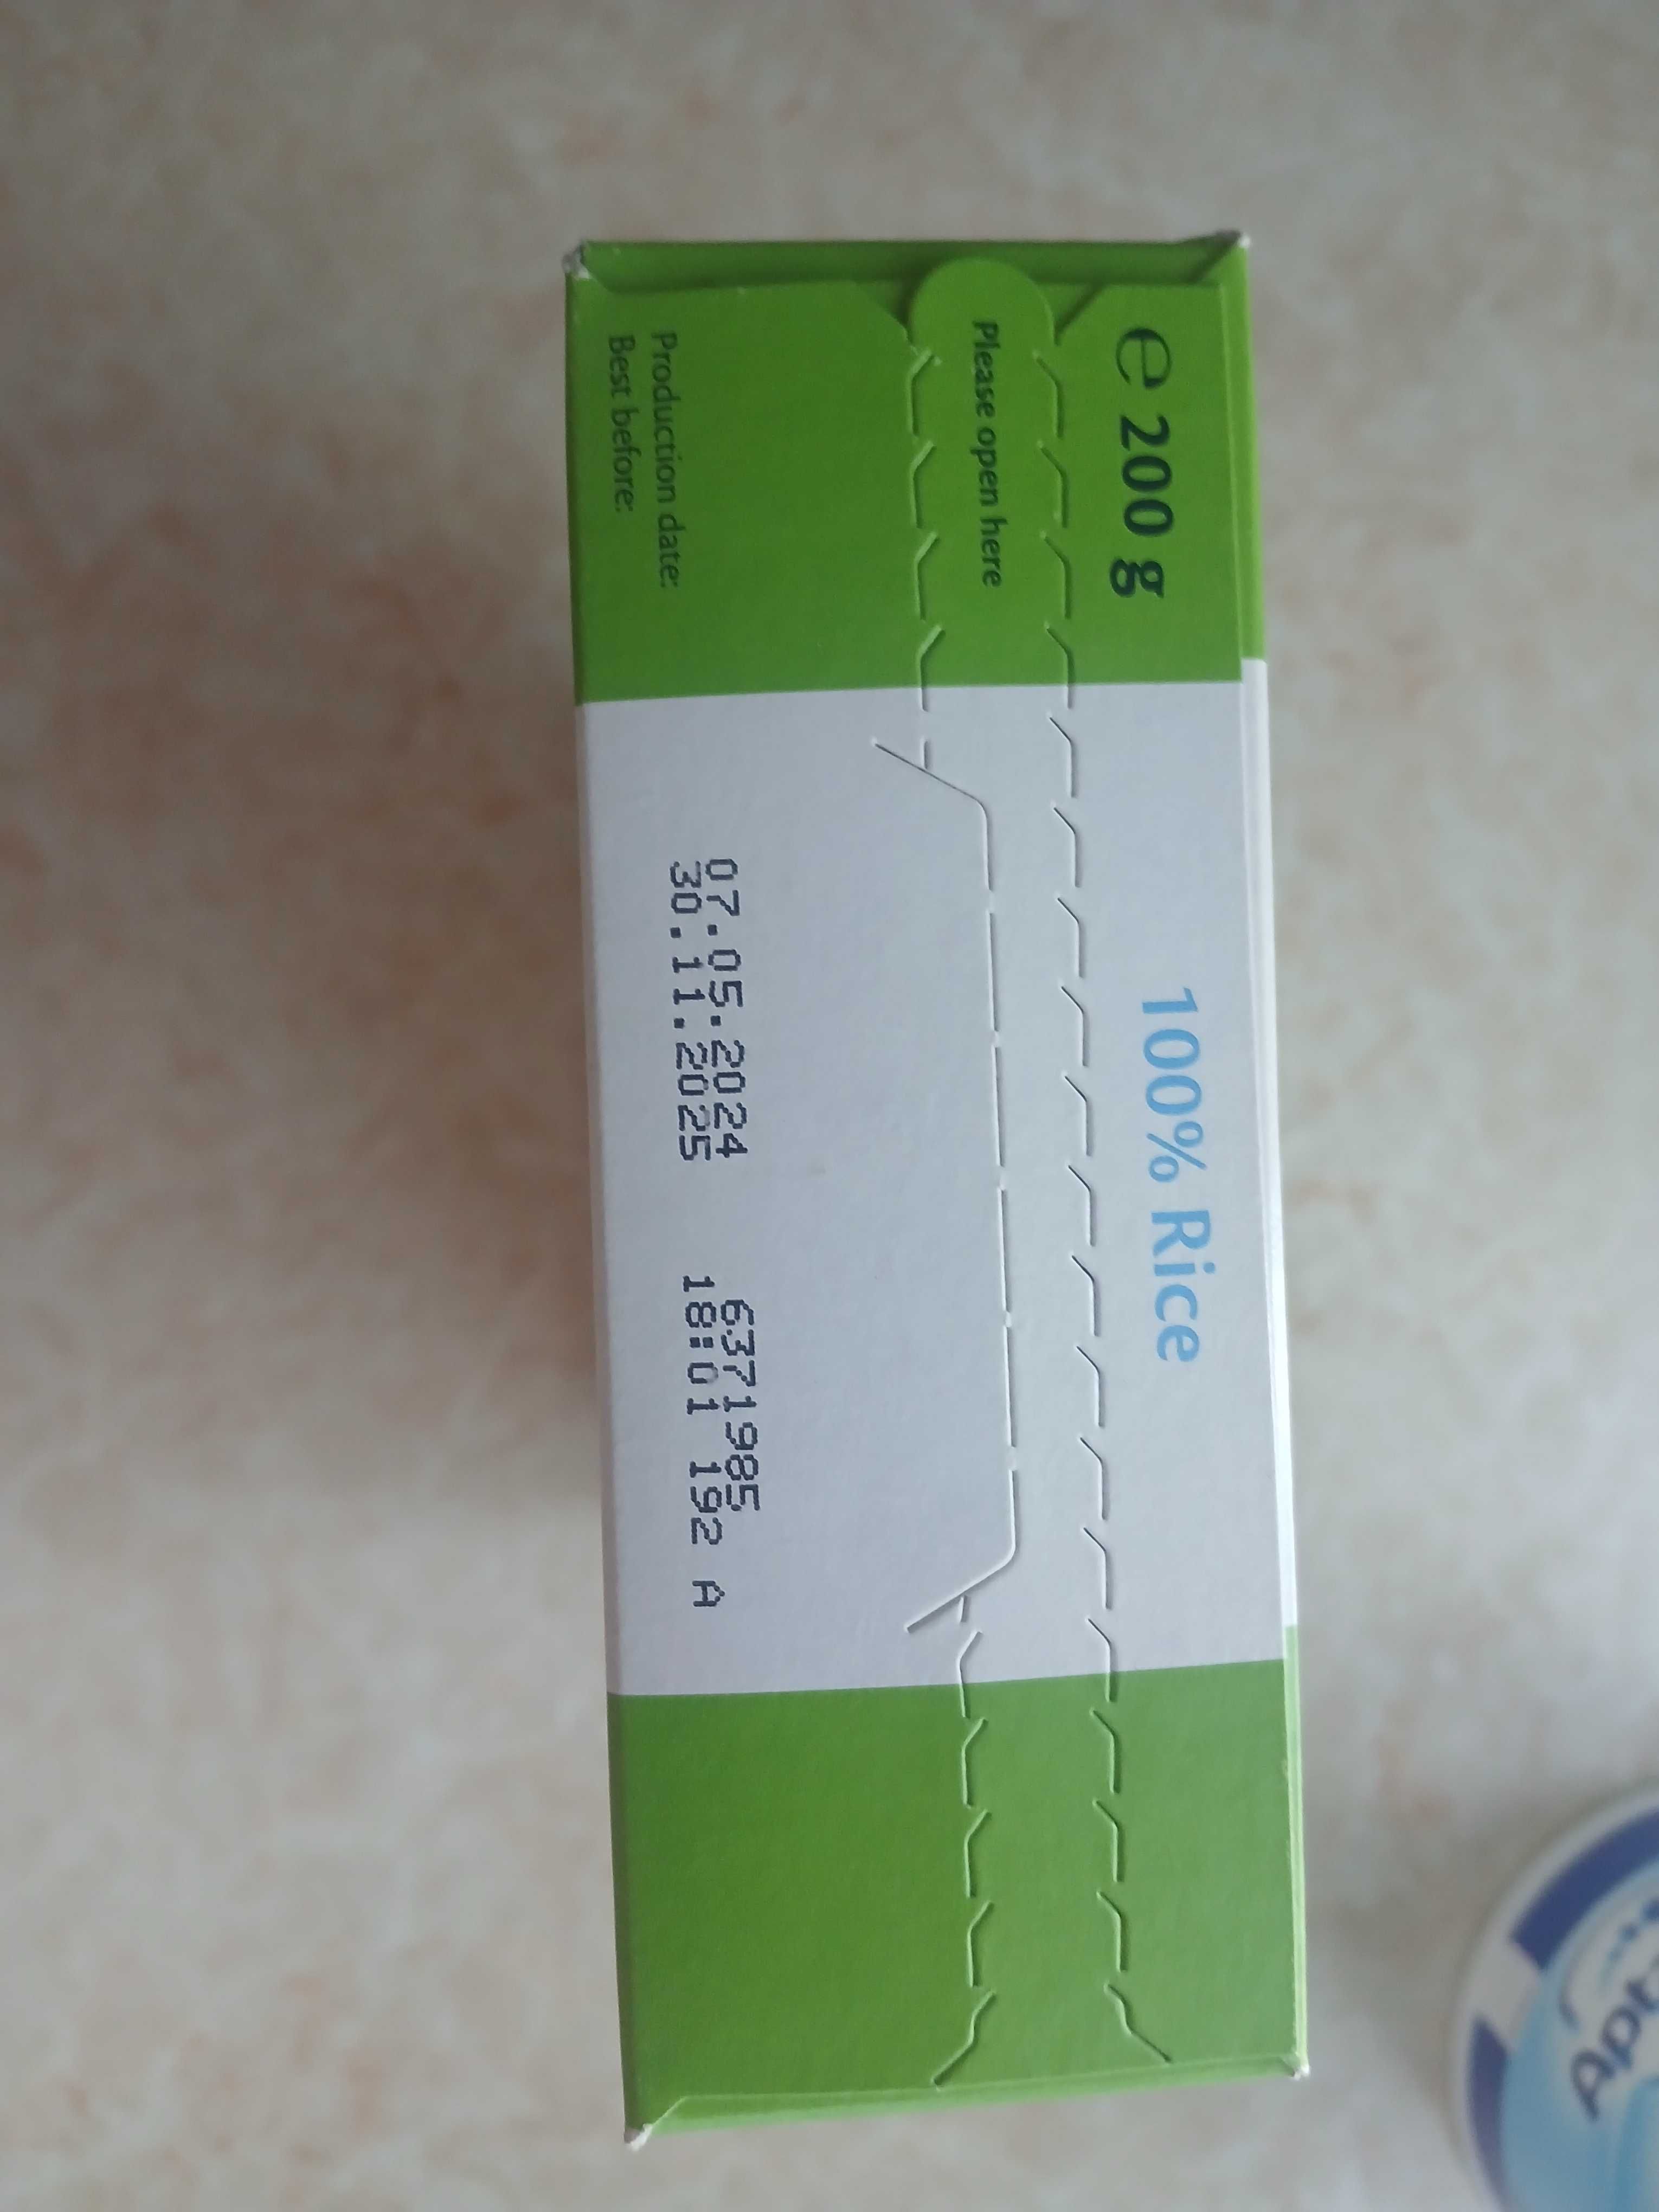 e 200 g
100% Rice
Please open here
Production date:
07.05.2024
6371985
Best before:
30.11.2025
18:01 192 A